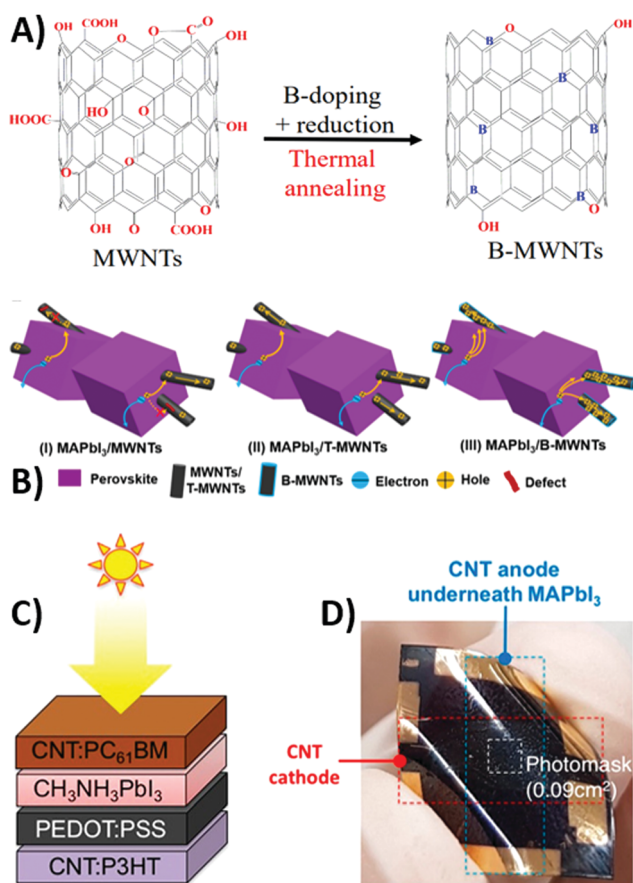 A)
OH
COOH
O
O
O
OH
HOOC
HO
O
OH
O
O
OH
O
COOH
O
MWNTs
B-doping
+ reduction
Thermal
annealing
B
O
OH
B
B
B
B
B
O
OH
B-MWNTs
(I) MAPbI₃/MWNTs
(II) MAPbI₃/T-MWNTs
(III) MAPbI₃/B-MWNTs
B)
Perovskite
MWNTs/
T-MWNTs
B-MWNTs
Electron
Hole
Defect
C)
CNT:PC₆₁BM
CH₃NH₃PbI₃
PEDOT:PSS
CNT:P3HT
D)
CNT anode
underneath MAPbI₃
CNT
cathode
Photomask
(0.09cm²)